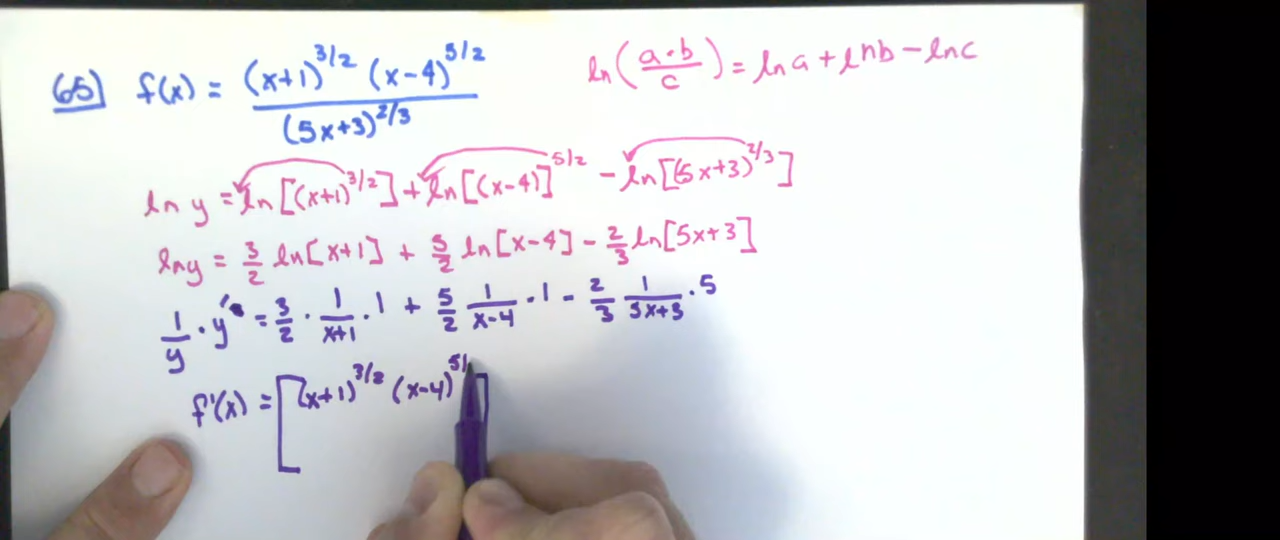 65) f(x) = (x+1)^{3/2} (x-4)^{5/2} / (5x+3)^{2/3}
ln(a·b/c) = ln a + ln b - ln c
ln y = ln[(x+1)^{3/2}] + ln[(x-4)]^{5/2} - ln[(5x+3)^{2/3}]
ln y = 3/2 ln[x+1] + 5/2 ln[x-4] - 2/3 ln[5x+3]
1/y · y' = 3/2 · 1/(x+1) · 1 + 5/2 1/(x-4) · 1 - 2/3 1/(5x+3) · 5
f'(x) = [(x+1)^{3/2} (x-4)^{5/ ]